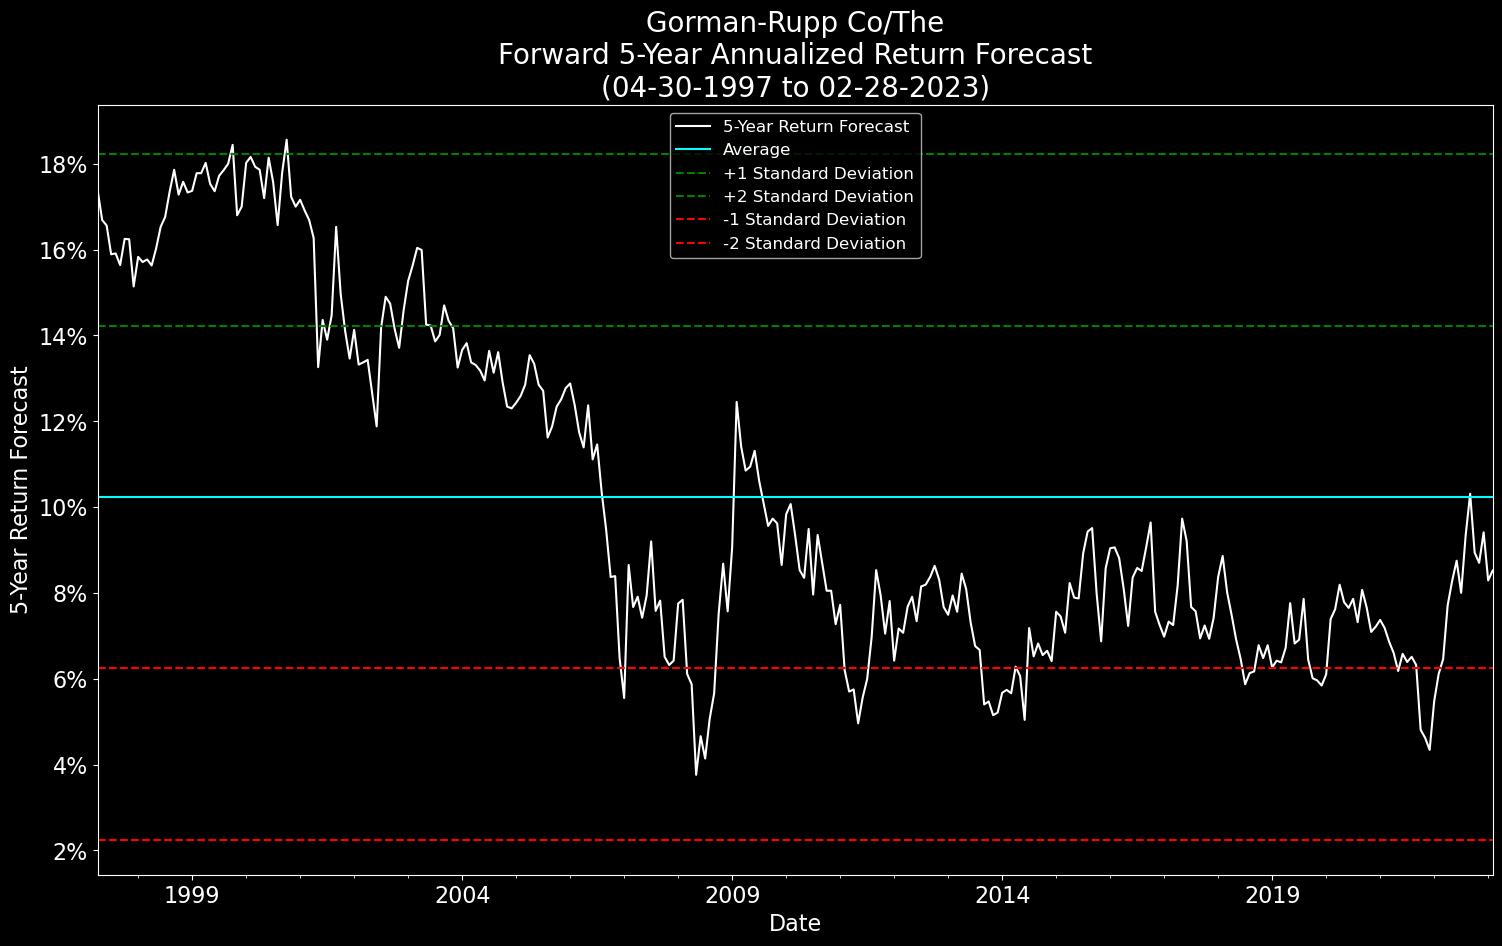 Gorman-Rupp Co/The
Forward 5-Year Annualized Return Forecast
(04-30-1997 to 02-28-2023)
5-Year Return Forecast
Average
+1 Standard Deviation
+2 Standard Deviation
-1 Standard Deviation
-2 Standard Deviation
5-Year Return Forecast
18%
16%
14%
12%
10%
8%
6%
4%
2%
1999
2004
2009
2014
2019
Date